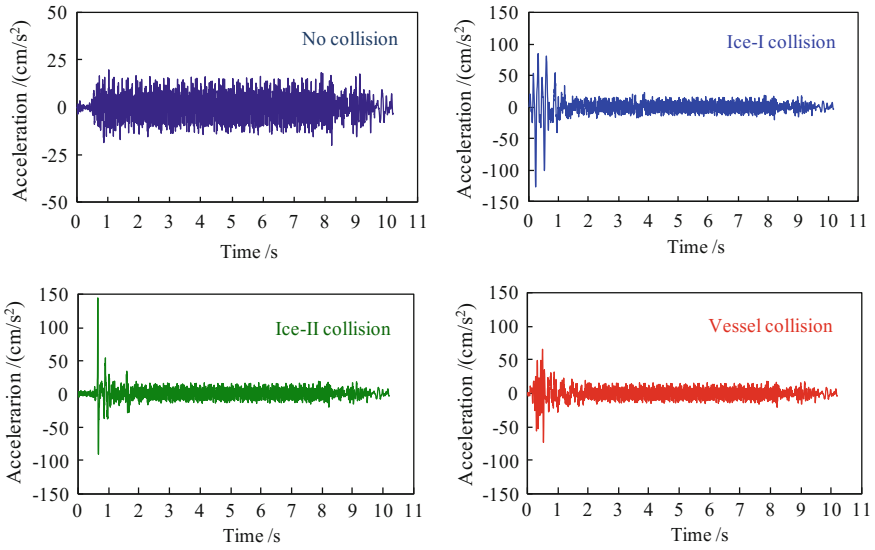 50
25
0
-25
-50
Acceleration /(cm/s²)
No collision
0 1 2 3 4 5 6 7 8 9 10 11
Time /s
150
100
50
0
-50
-100
-150
Acceleration /(cm/s²)
Ice-I collision
0 1 2 3 4 5 6 7 8 9 10 11
Time /s
150
100
50
0
-50
-100
-150
Accelerarion /(cm/s²)
Ice-II collision
0 1 2 3 4 5 6 7 8 9 10 11
Time /s
150
100
50
0
-50
-100
-150
Acceleration /(cm/s²)
Vessel collision
0 1 2 3 4 5 6 7 8 9 10 11
Time /s